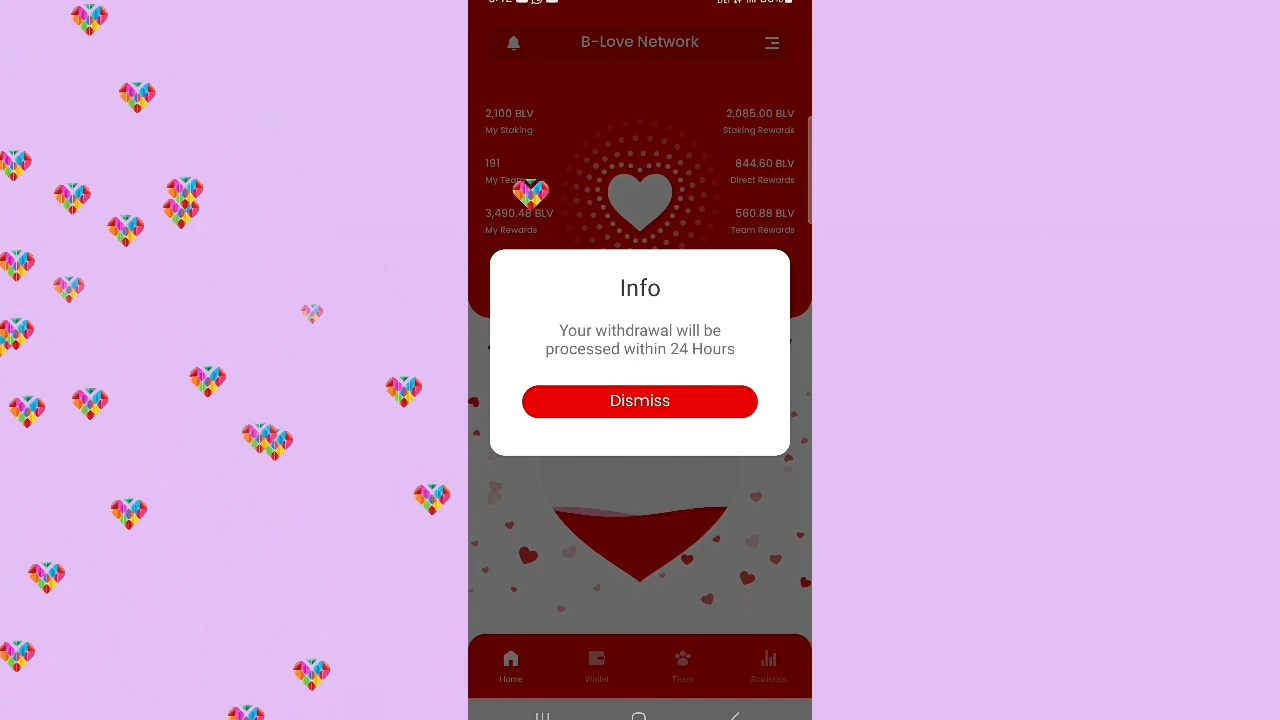 B-Love Network
2,100 BLV
My Staking
2,085.00 BLV
Staking Rewards
191
My Team
844.60 BLV
Direct Rewards
3,490.48 BLV
My Rewards
560.88 BLV
Team Rewards
Info
Your withdrawal will be
processed within 24 Hours
Dismiss
Home
Wallet
Team
Statistics